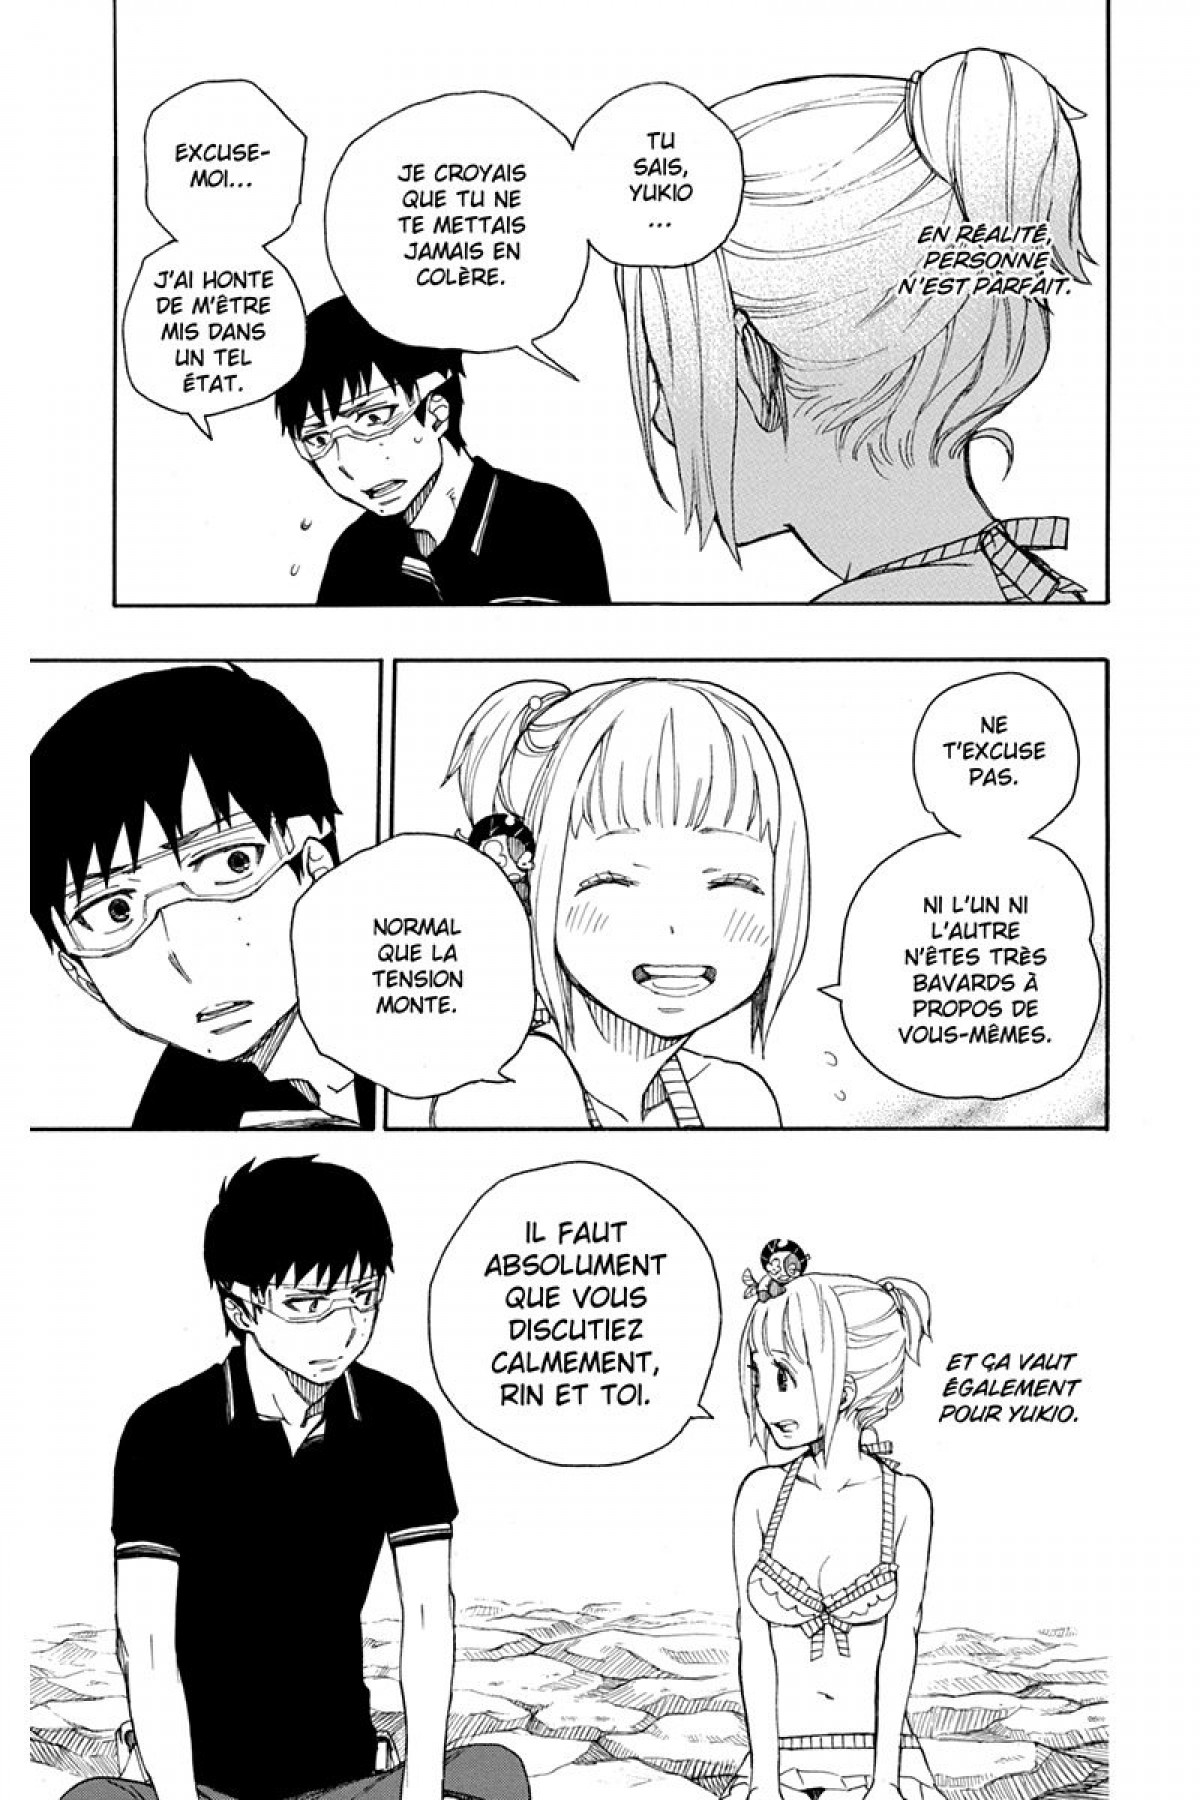 EN RÉALITÉ,
PERSONNE
N'EST PARFAIT.
TU
SAIS,
YUKIO
...
JE CROYAIS
QUE TU NE
TE METTAIS
JAMAIS EN
COLÈRE.
EXCUSE-
MOI...
J'AI HONTE
DE M'ÊTRE
MIS DANS
UN TEL
ÉTAT.
NE
T'EXCUSE
PAS.
NI L'UN NI
L'AUTRE
N'ÊTES TRÈS
BAVARDS À
PROPOS DE
VOUS-MÊMES.
NORMAL
QUE LA
TENSION
MONTE.
ET ÇA VAUT
ÉGALEMENT
POUR YUKIO.
IL FAUT
ABSOLUMENT
QUE VOUS
DISCUTIEZ
CALMEMENT,
RIN ET TOI.